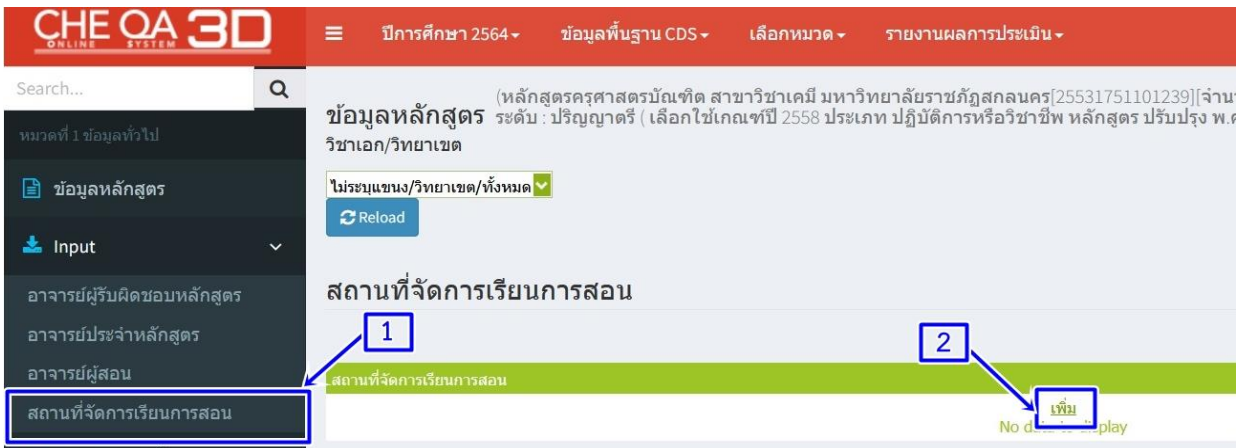 CHE QA 3D
ONLINE SYSTEM
ปีการศึกษา 2564
ข้อมูลพื้นฐาน CDS
เลือกหมวด
รายงานผลการประเมิน
Search...
หมวดที่ 1 ข้อมูลทั่วไป
ข้อมูลหลักสูตร
Input
อาจารย์ผู้รับผิดชอบหลักสูตร
อาจารย์ประจำหลักสูตร
อาจารย์ผู้สอน
สถานที่จัดการเรียนการสอน
ข้อมูลหลักสูตร
(หลักสูตรครุศาสตรบัณฑิต สาขาวิชาเคมี มหาวิทยาลัยราชภัฏสกลนคร[25531751101239]
ระดับ : ปริญญาตรี ( เลือกใช้เกณฑ์ปี 2558 ประเภท ปฏิบัติการหรือวิชาชีพ หลักสูตร ปรับปรุง
วิชาเอก/วิทยาเขต
ไม่ระบุแขนง/วิทยาเขต/ทั้งหมด
Reload
สถานที่จัดการเรียนการสอน
1
2
สถานที่จัดการเรียนการสอน
เพิ่ม
No display